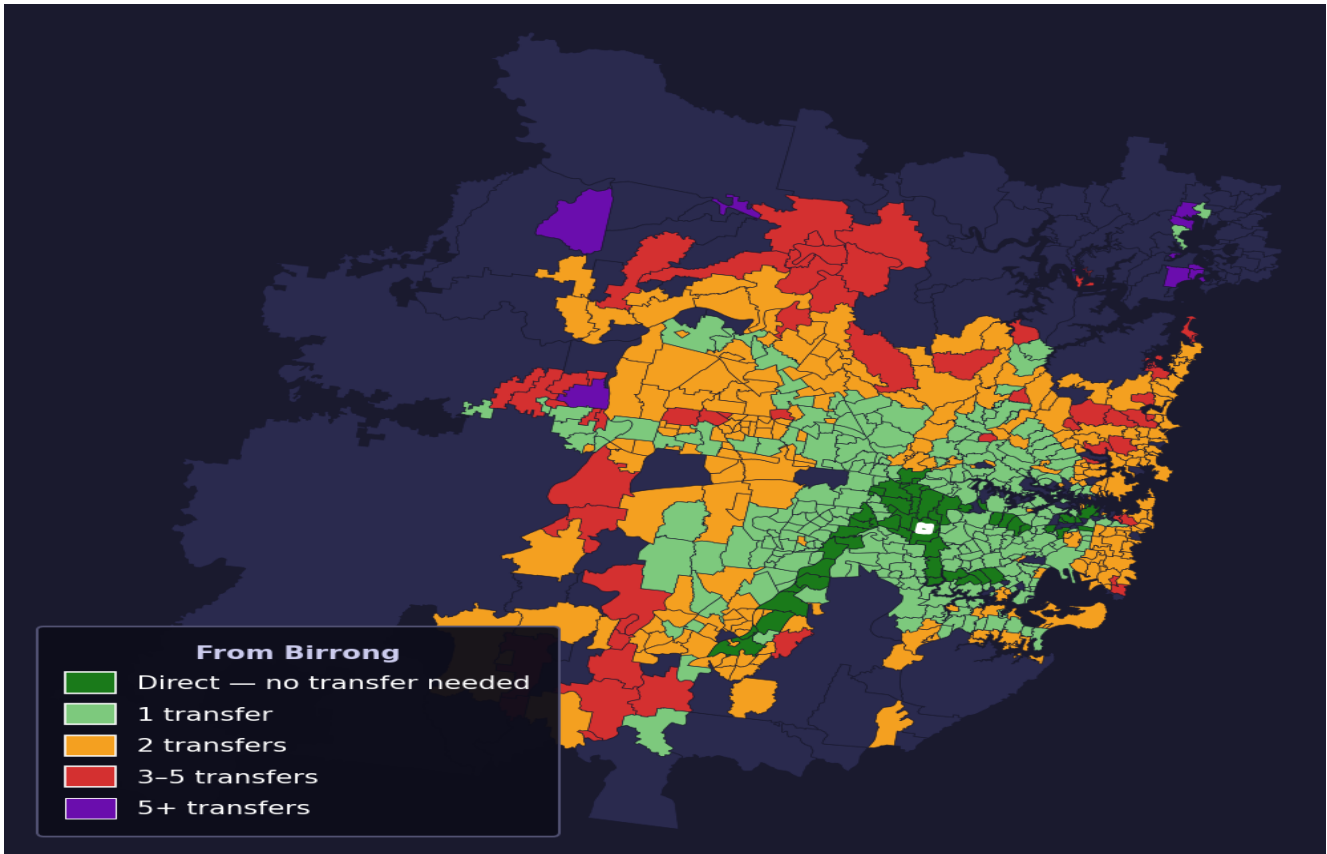 From Birrong
Direct — no transfer needed
1 transfer
2 transfers
3–5 transfers
5+ transfers